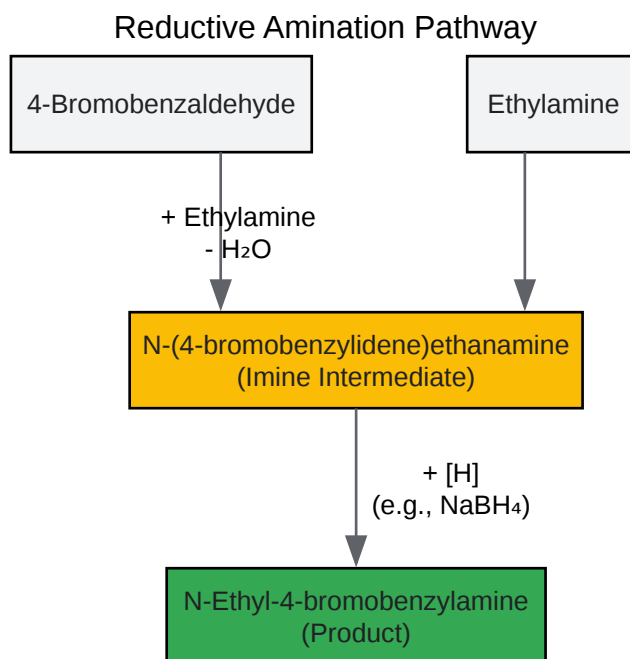 Reductive Amination Pathway
4-Bromobenzaldehyde
Ethylamine
+ Ethylamine
- H₂O
N-(4-bromobenzylidene)ethanamine
(Imine Intermediate)
+ [H]
(e.g., NaBH₄)
N-Ethyl-4-bromobenzylamine
(Product)